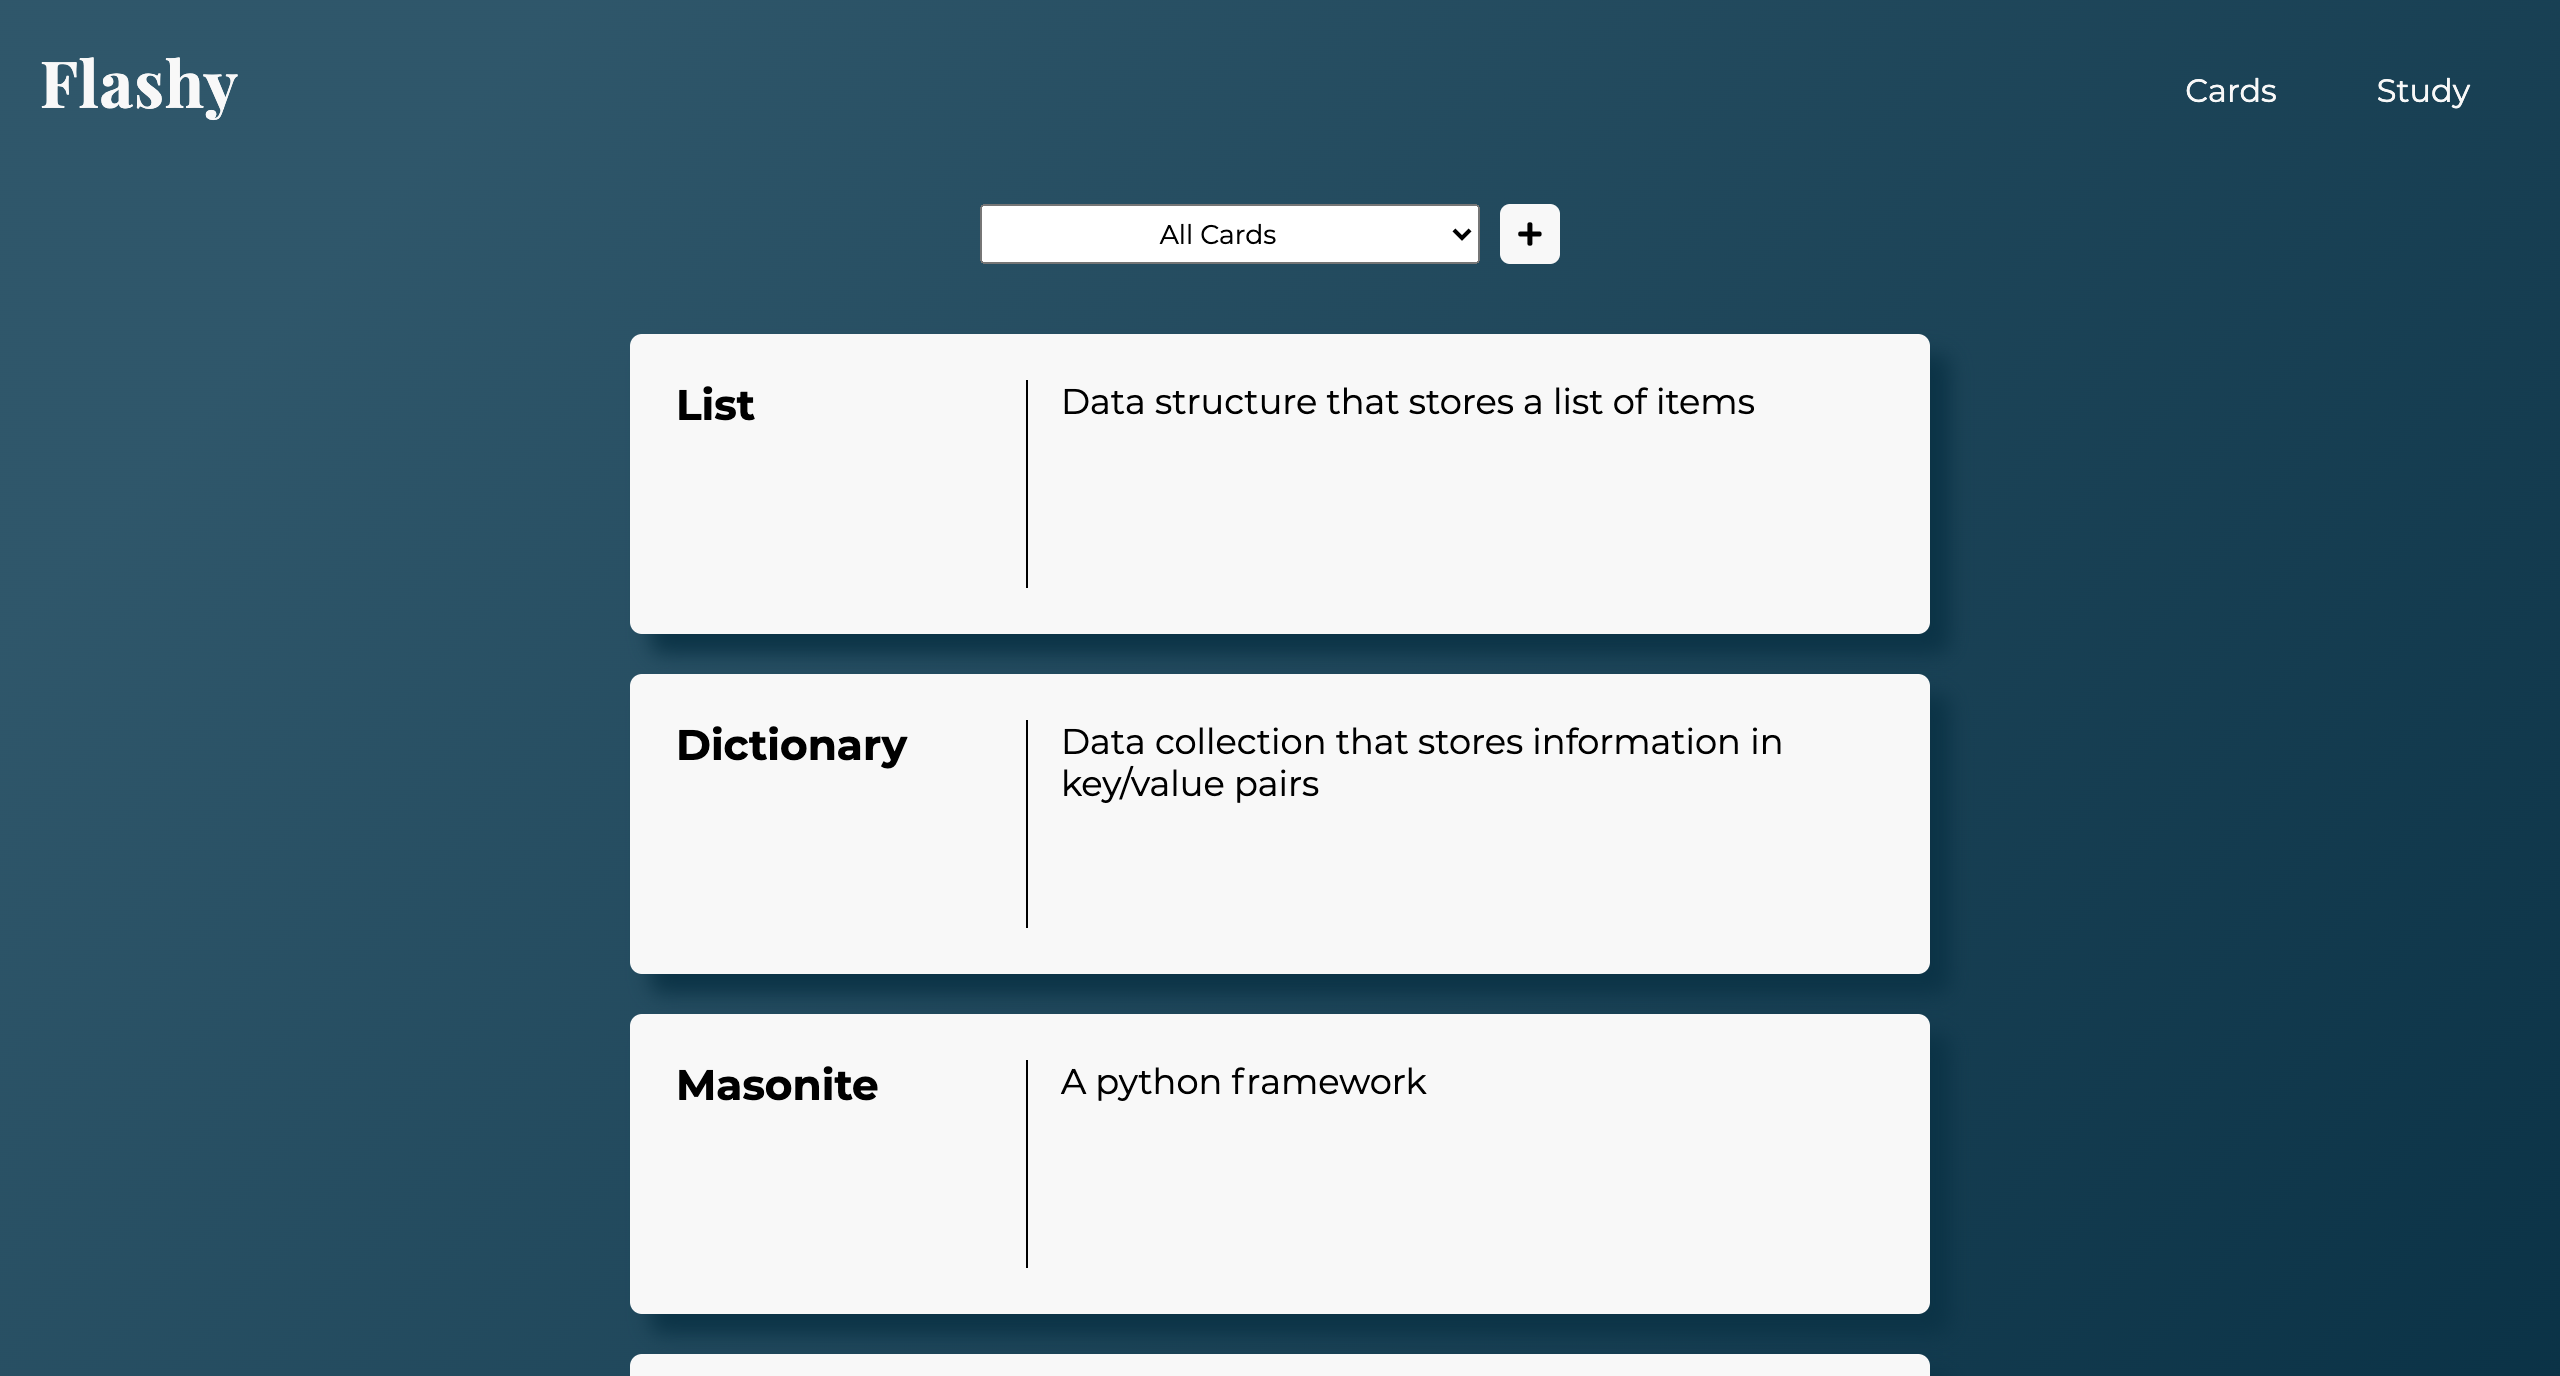 Flashy
Cards
Study
All Cards
+
List
Data structure that stores a list of items
Dictionary
Data collection that stores information in
key/value pairs
Masonite
A python framework